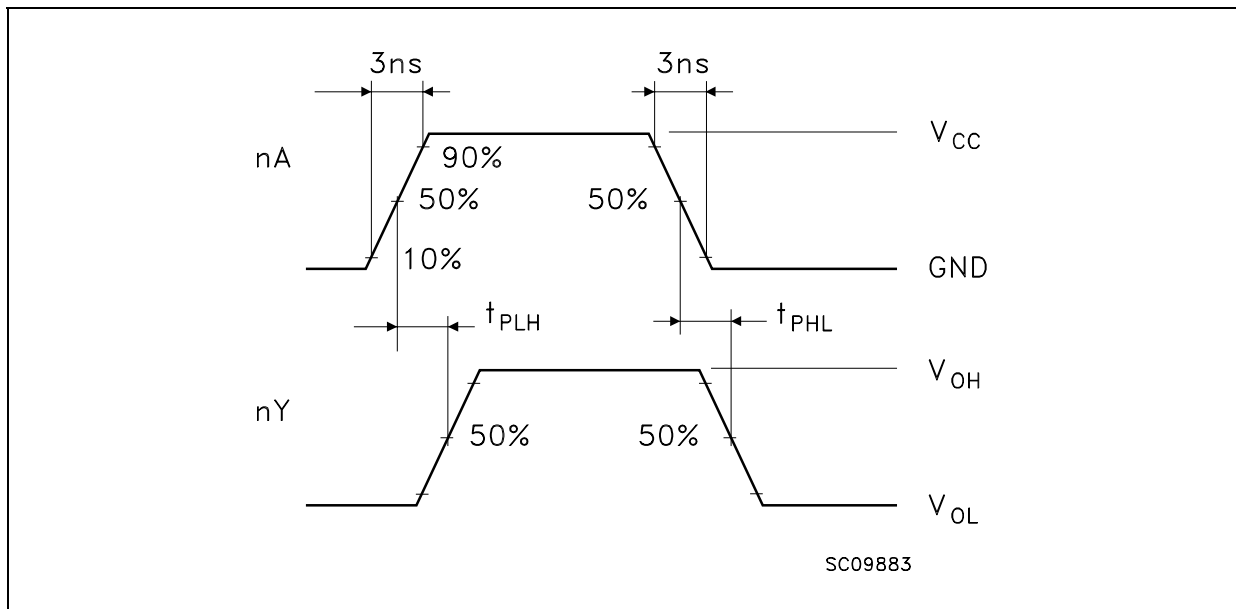 3ns 3ns
nA 90% V_CC
50% 50%
10% GND
t_PLH t_PHL
nY V_OH
50% 50%
V_OL
SC09883